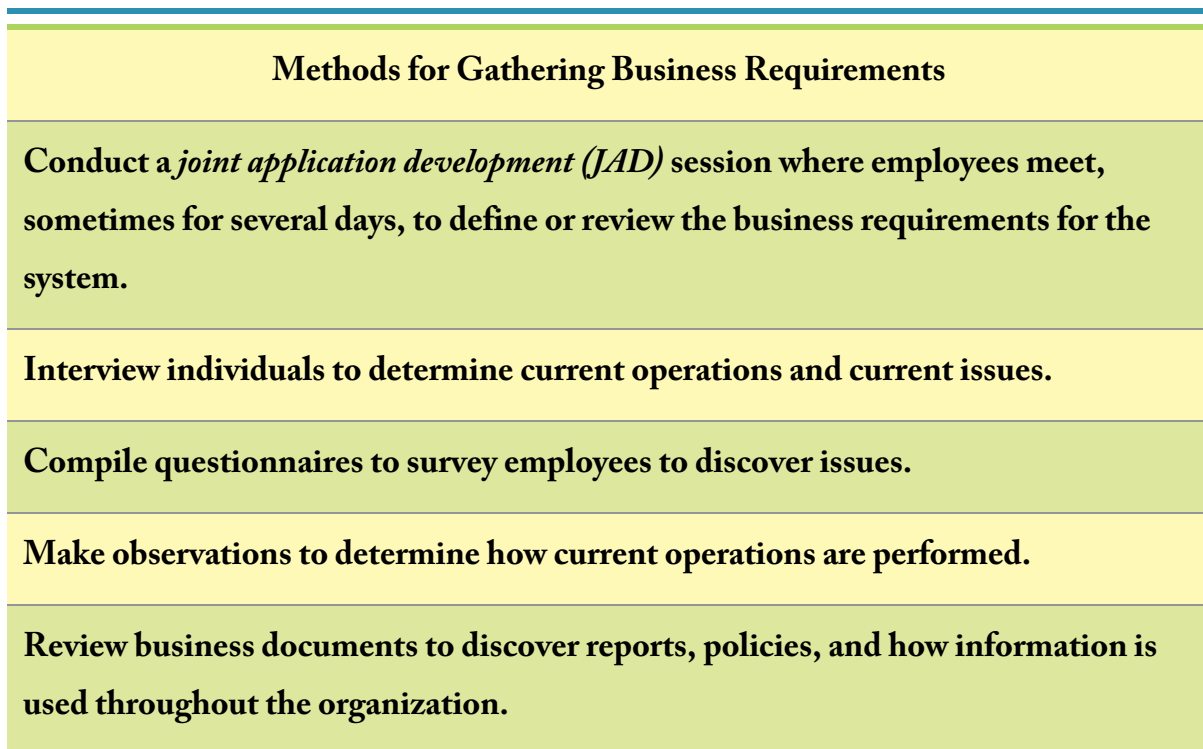 Methods for Gathering Business Requirements
Conduct a joint application development (JAD) session where employees meet,
sometimes for several days, to define or review the business requirements for the
system.
Interview individuals to determine current operations and current issues.
Compile questionnaires to survey employees to discover issues.
Make observations to determine how current operations are performed.
Review business documents to discover reports, policies, and how information is
used throughout the organization.